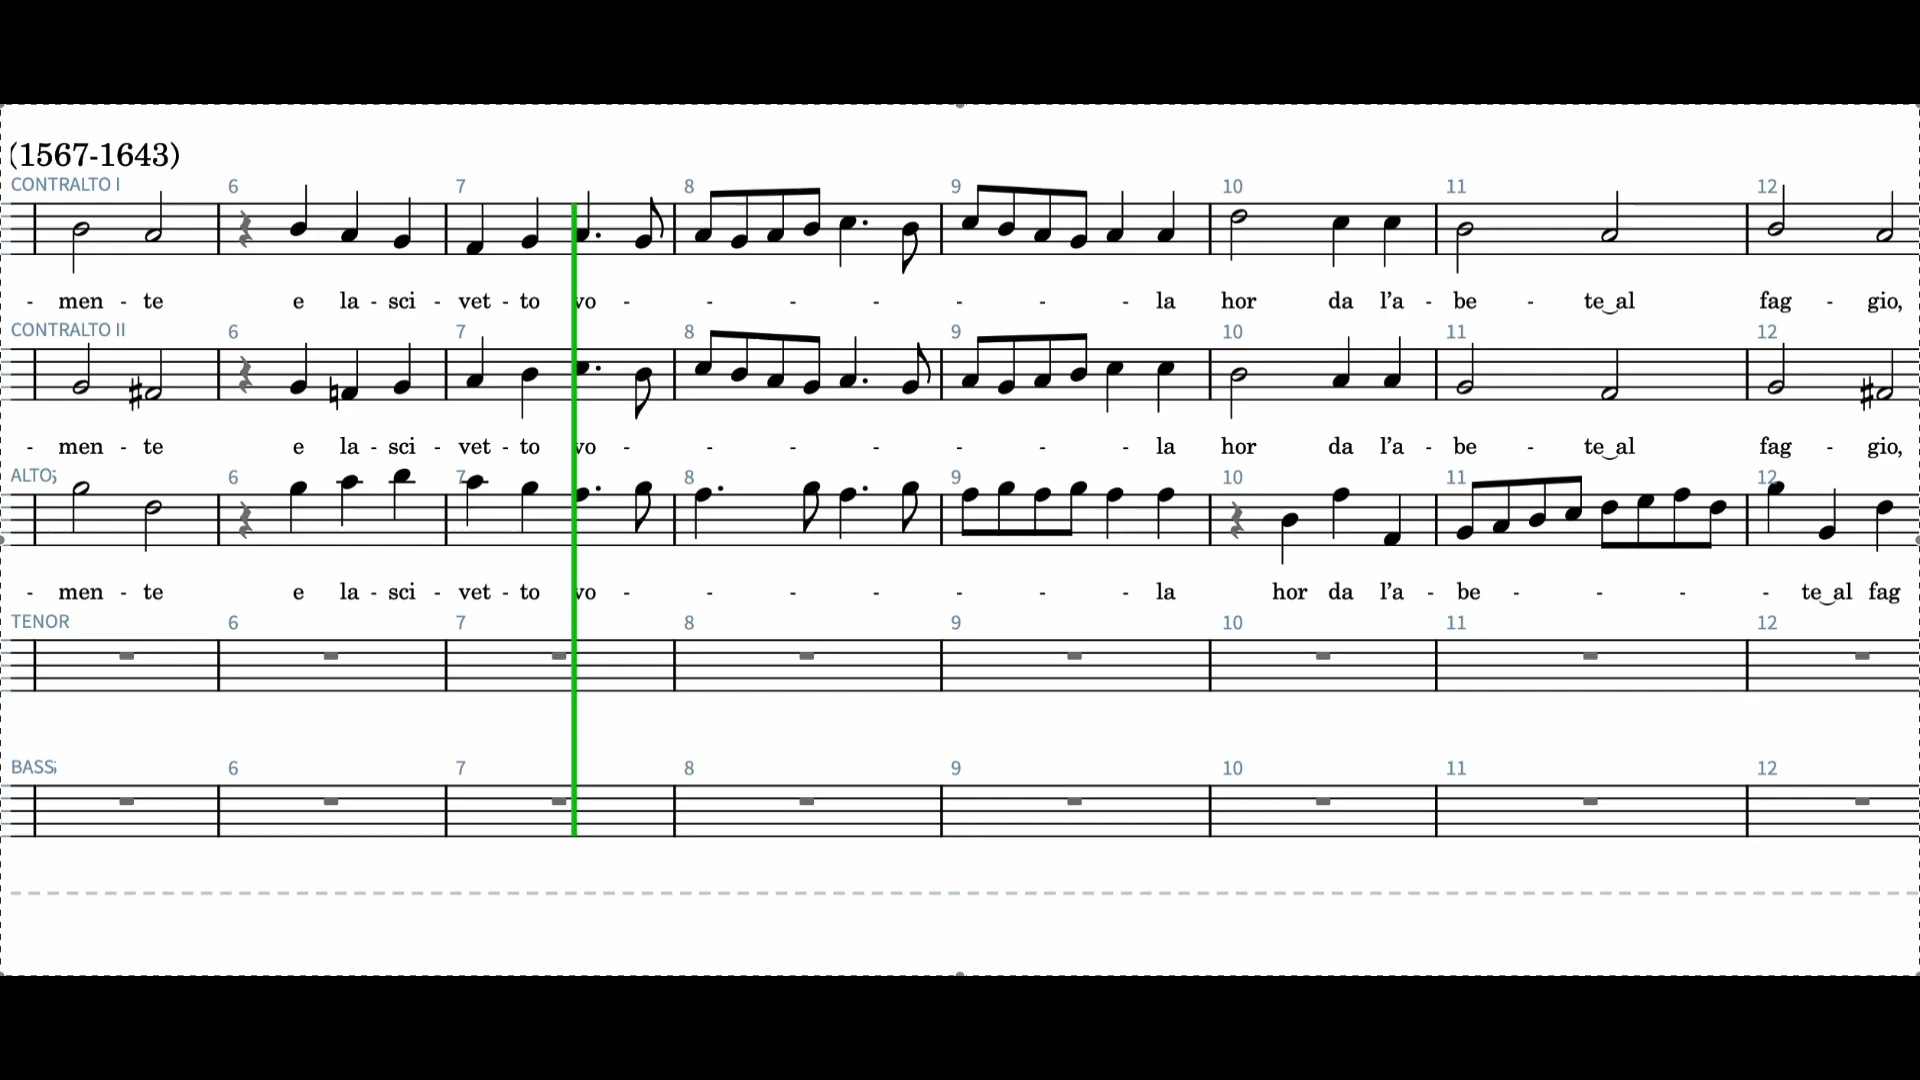 (1567-1643)
CONTRALTO I 6 7 8 9 10 11 12
- men - te e la - sci - vet - to vo - - - - - - - la hor da l’a - be - te‿al fag - gio,
CONTRALTO II 6 7 8 9 10 11 12
- men - te e la - sci - vet - to vo - - - - - - - la hor da l’a - be - te‿al fag - gio,
ALTO 6 7 8 9 10 11 12
- men - te e la - sci - vet - to vo - - - - - - - la hor da l’a - be - - - - te‿al fag
TENOR 6 7 8 9 10 11 12
BASS 6 7 8 9 10 11 12